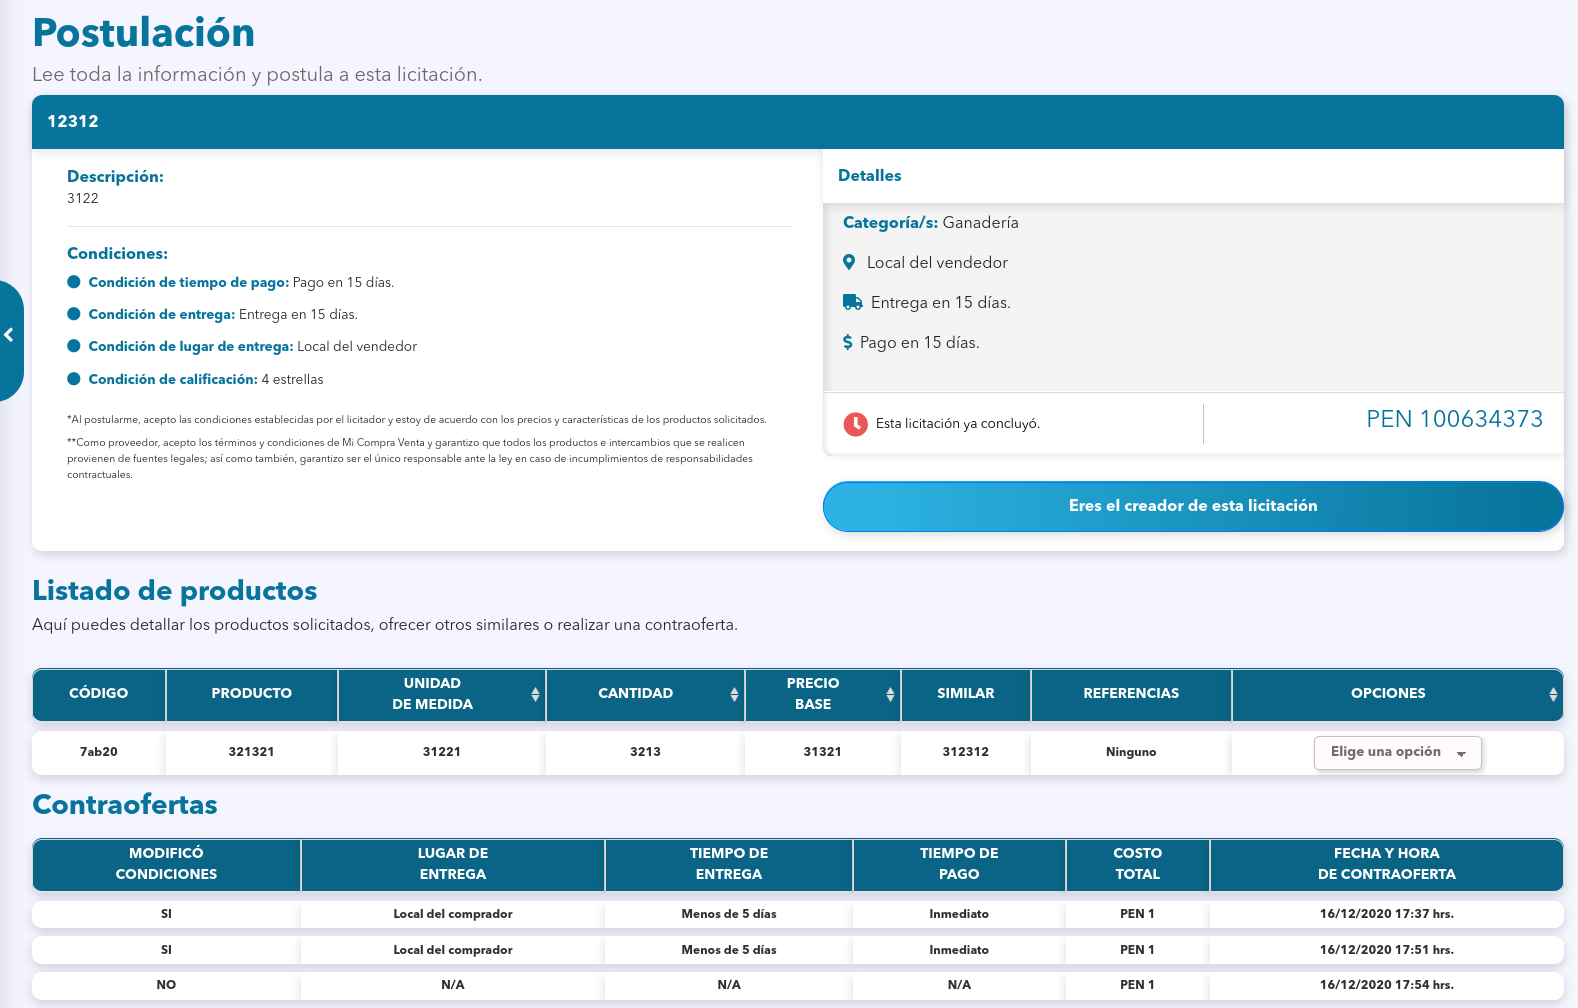 Postulación
Lee toda la información y postula a esta licitación.
12312
Descripción:
3122
Condiciones:
Condición de tiempo de pago: Pago en 15 días.
Condición de entrega: Entrega en 15 días.
Condición de lugar de entrega: Local del vendedor
Condición de calificación: 4 estrellas
*Al postularme, acepto las condiciones establecidas por el licitador y estoy de acuerdo con los precios y características de los productos solicitados.
**Como proveedor, acepto los términos y condiciones de Mi Compra Venta y garantizo que todos los productos e intercambios que se realicen
provienen de fuentes legales; así como también, garantizo ser el único responsable ante la ley en caso de incumplimientos de responsabilidades
contractuales.
Detalles
Categoría/s: Ganadería
Local del vendedor
Entrega en 15 días.
Pago en 15 días.
Esta licitación ya concluyó.
PEN 100634373
Eres el creador de esta licitación
Listado de productos
Aquí puedes detallar los productos solicitados, ofrecer otros similares o realizar una contraoferta.
CÓDIGO PRODUCTO UNIDAD DE MEDIDA CANTIDAD PRECIO BASE SIMILAR REFERENCIAS OPCIONES
7ab20 321321 31221 3213 31321 312312 Ninguno Elige una opción
Contraofertas
MODIFICÓ CONDICIONES LUGAR DE ENTREGA TIEMPO DE ENTREGA TIEMPO DE PAGO COSTO TOTAL FECHA Y HORA DE CONTRAOFERTA
SI Local del comprador Menos de 5 días Inmediato PEN 1 16/12/2020 17:37 hrs.
SI Local del comprador Menos de 5 días Inmediato PEN 1 16/12/2020 17:51 hrs.
NO N/A N/A N/A PEN 1 16/12/2020 17:54 hrs.